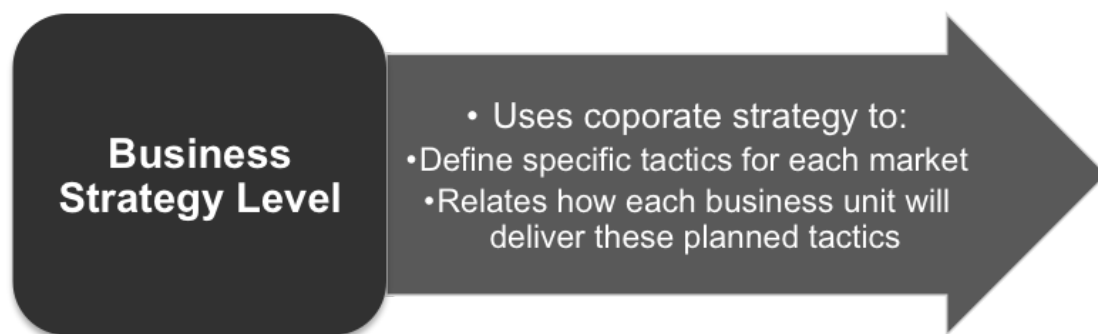 Business
Strategy Level
• Uses coporate strategy to:
•Define specific tactics for each market
•Relates how each business unit will
deliver these planned tactics